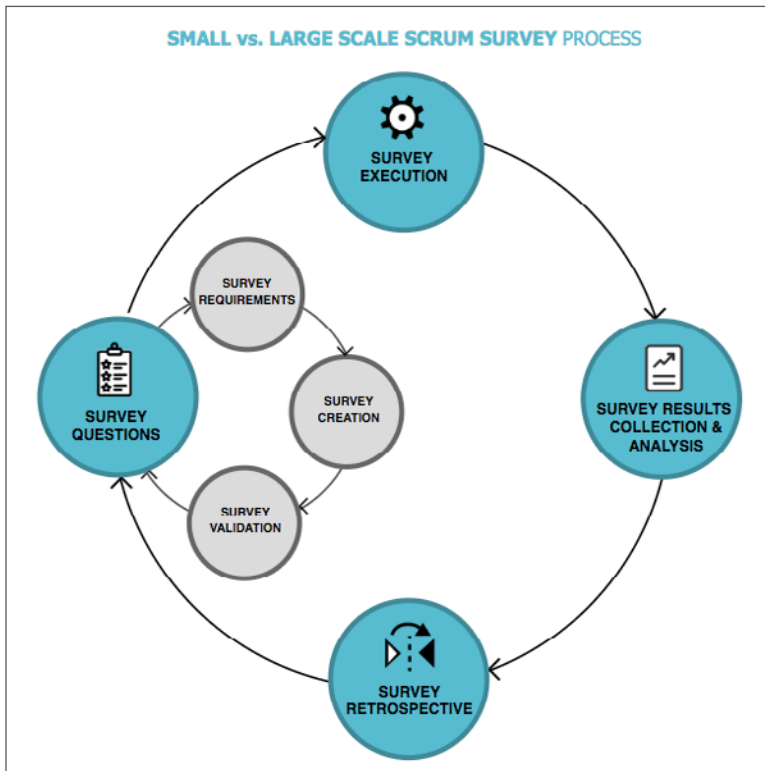 SMALL vs. LARGE SCALE SCRUM SURVEY PROCESS
SURVEY
EXECUTION
SURVEY
REQUIREMENTS
SURVEY
CREATION
SURVEY
VALIDATION
SURVEY
QUESTIONS
SURVEY RESULTS
COLLECTION &
ANALYSIS
SURVEY
RETROSPECTIVE